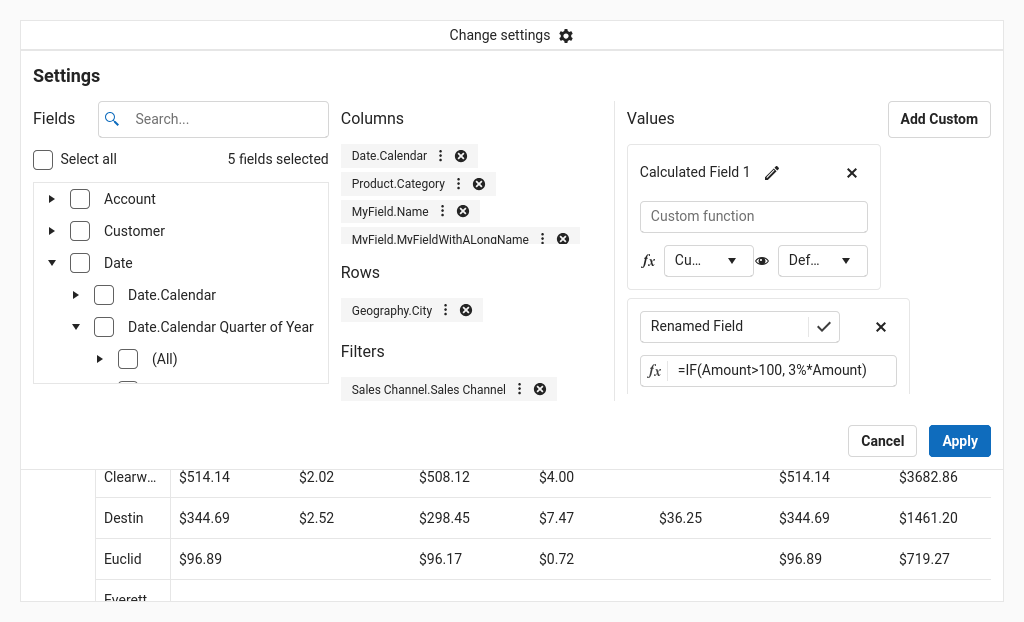 Change settings
Settings
Fields
Search...
Select all
5 fields selected
Account
Customer
Date
Date.Calendar
Date.Calendar Quarter of Year
(All)
Columns
Date.Calendar
Product.Category
MyField.Name
MyField.MyFieldWithALongName
Rows
Geography.City
Filters
Sales Channel.Sales Channel
Values
Add Custom
Calculated Field 1
Custom function
fx Cu... Def...
Renamed Field
fx =IF(Amount>100, 3%*Amount)
Cancel Apply
Clearw... $514.14 $2.02 $508.12 $4.00 $514.14 $3682.86
Destin $344.69 $2.52 $298.45 $7.47 $36.25 $344.69 $1461.20
Euclid $96.89 $96.17 $0.72 $96.89 $719.27
Everett